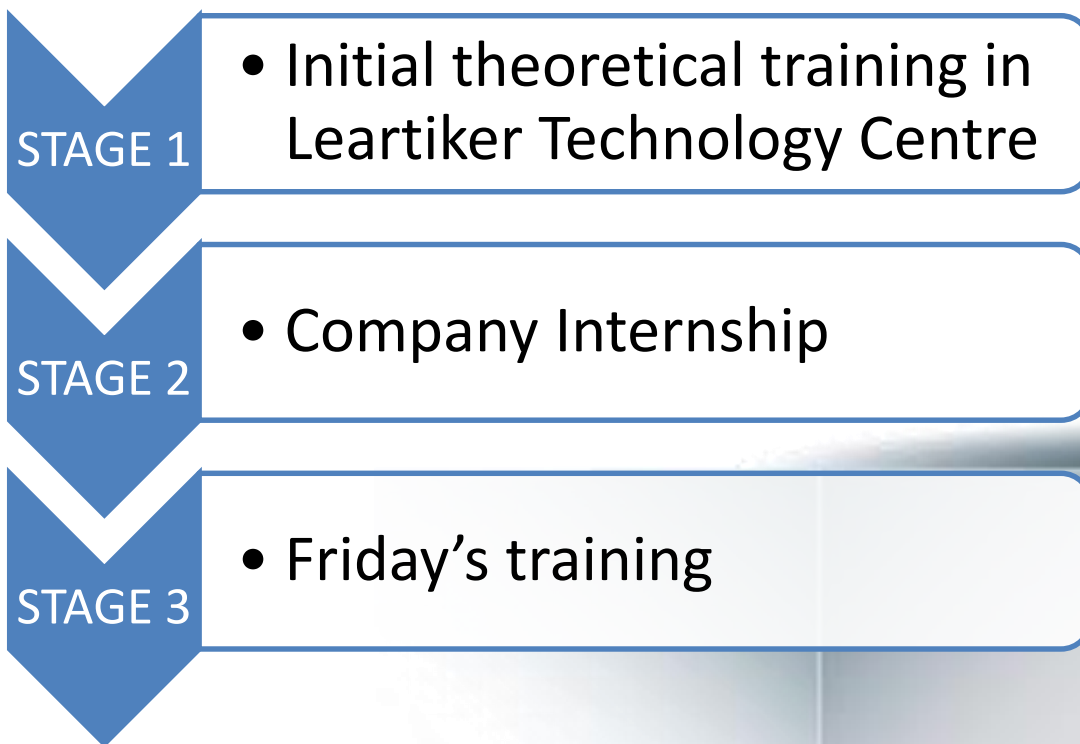 STAGE 1
• Initial theoretical training in
Leartiker Technology Centre
STAGE 2
• Company Internship
STAGE 3
• Friday’s training